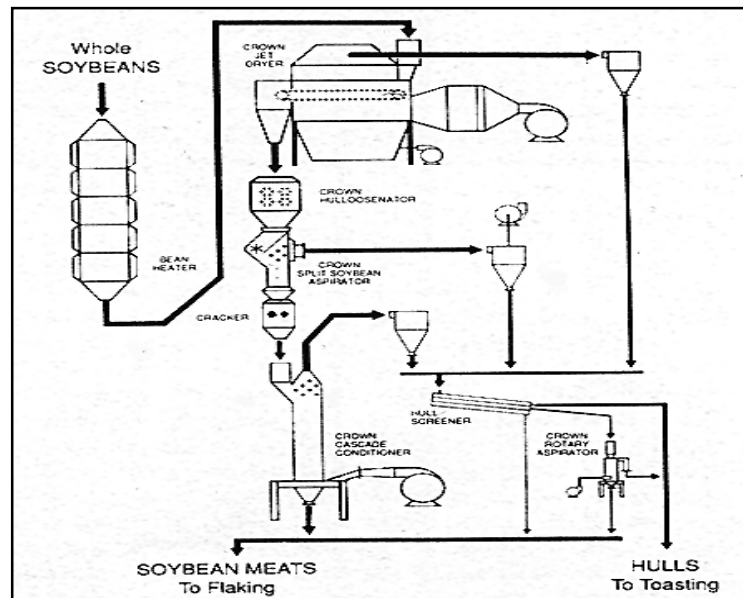 Whole
SOYBEANS
CROWN
JET
DRYER
CROWN
HULLOOSENATOR
BEAN
HEATER
CROWN
SPLIT SOYBEAN
ASPIRATOR
CRACKER
HULL
SCREENER
CROWN
ROTARY
ASPIRATOR
CROWN
CASCADE
CONDITIONER
SOYBEAN MEATS
To Flaking
HULLS
To Toasting